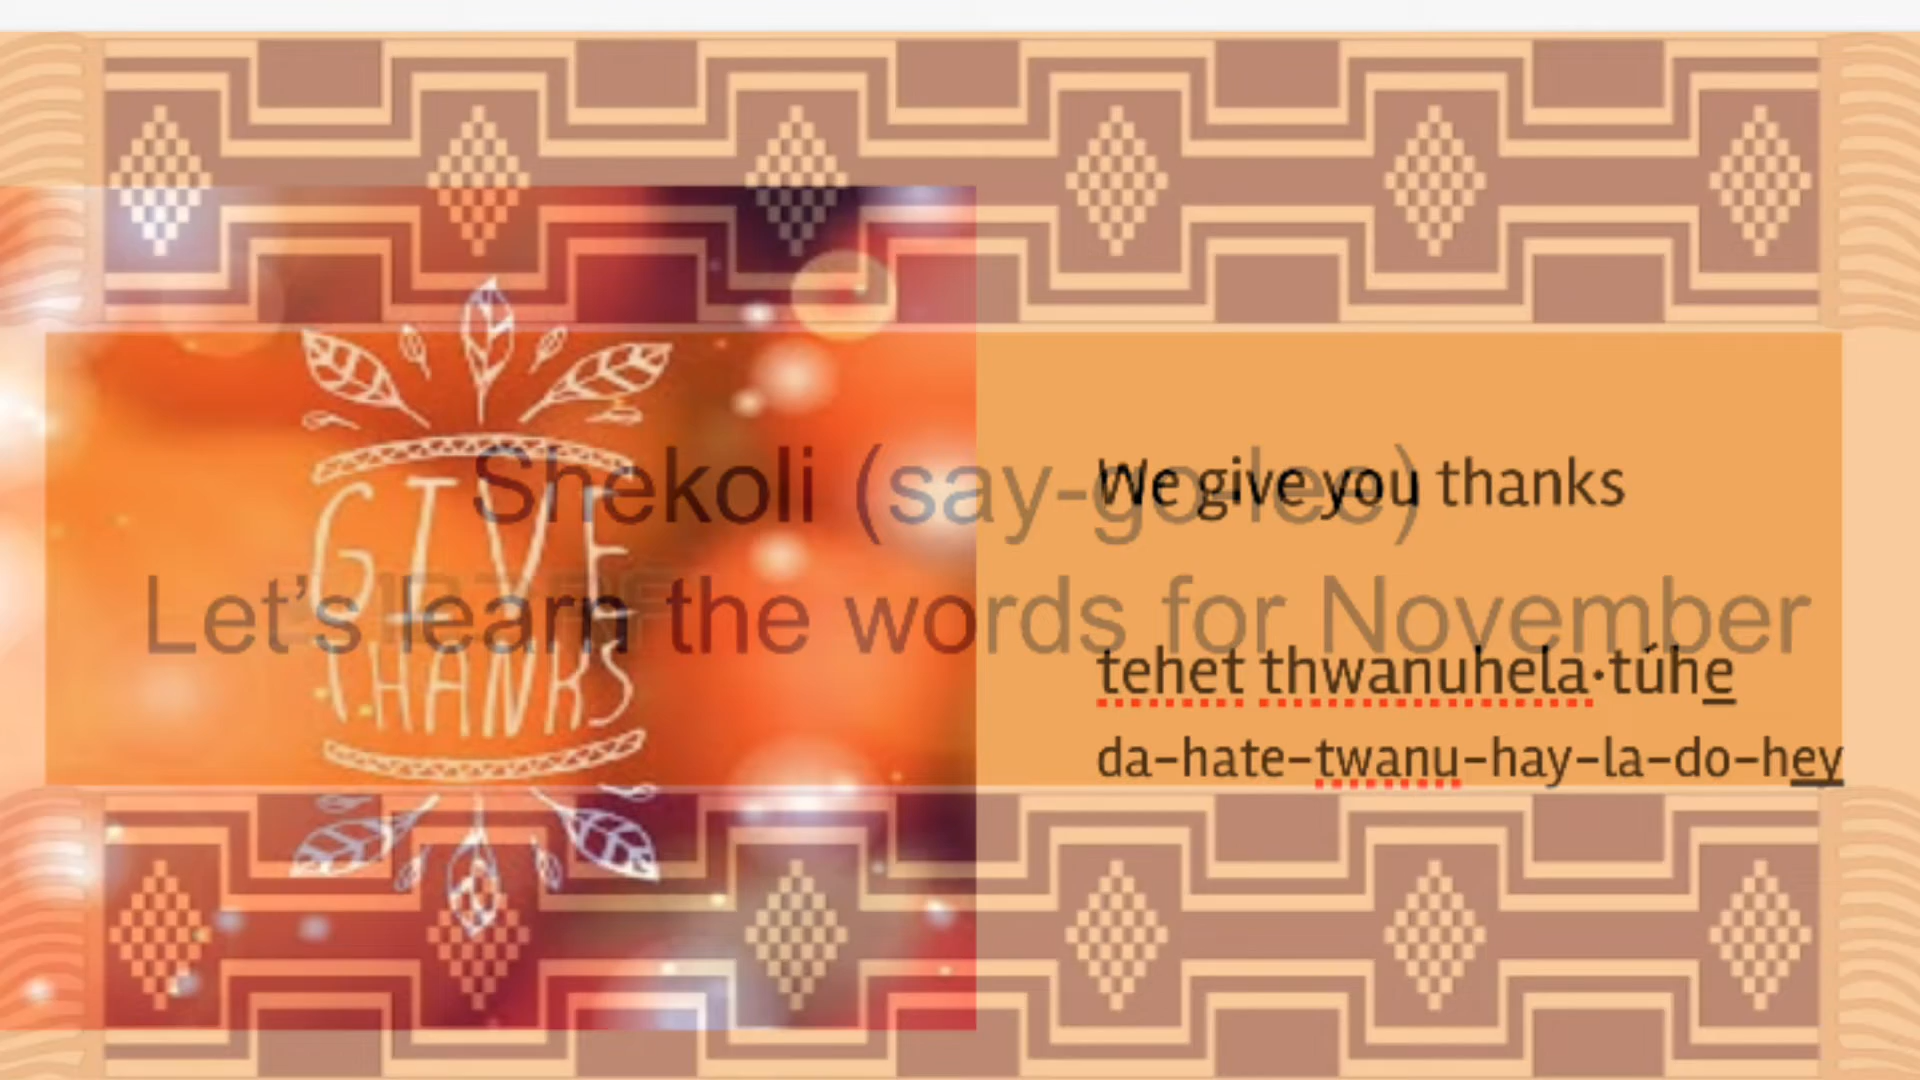 Shekoli (say-go-lee)
Let's learn the words for November
GIVE
THANKS
We give you thanks
tehet thwanuhela·túhe
da-hate-twanu-hay-la-do-hey